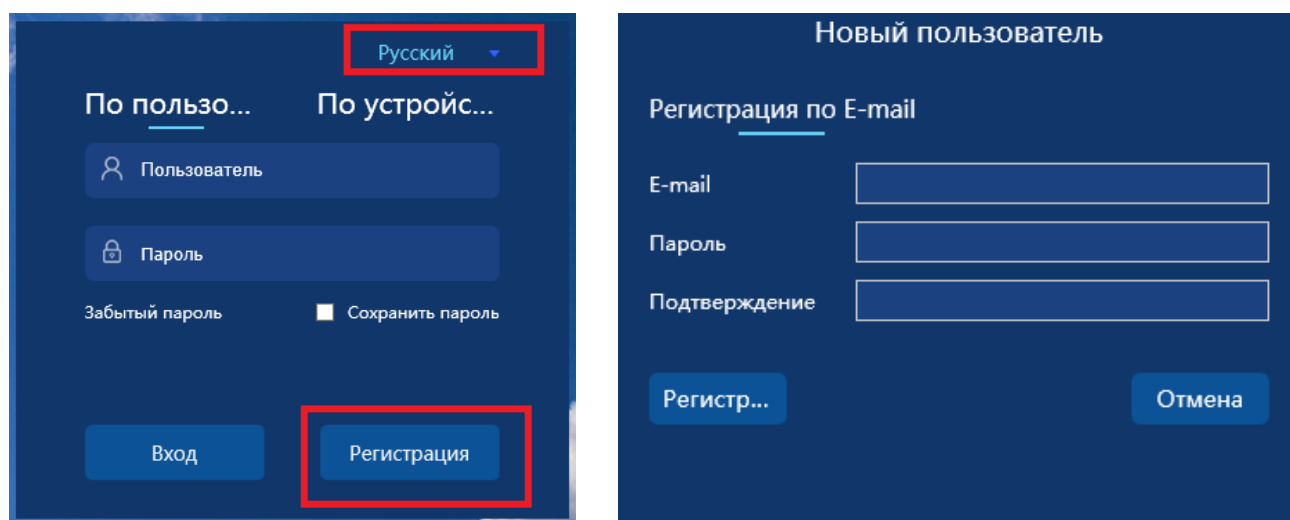 Русский
По пользо... По устройс...
Пользователь
Пароль
Забытый пароль Сохранить пароль
Вход Регистрация
Новый пользователь
Регистрация по E-mail
E-mail
Пароль
Подтверждение
Регистр... Отмена